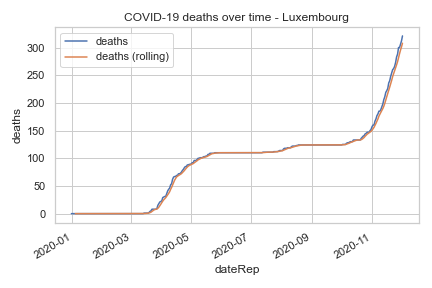 COVID-19 deaths over time - Luxembourg
deaths
deaths (rolling)
deaths
300
250
200
150
100
50
0
2020-01
2020-03
2020-05
2020-07
2020-09
2020-11
dateRep